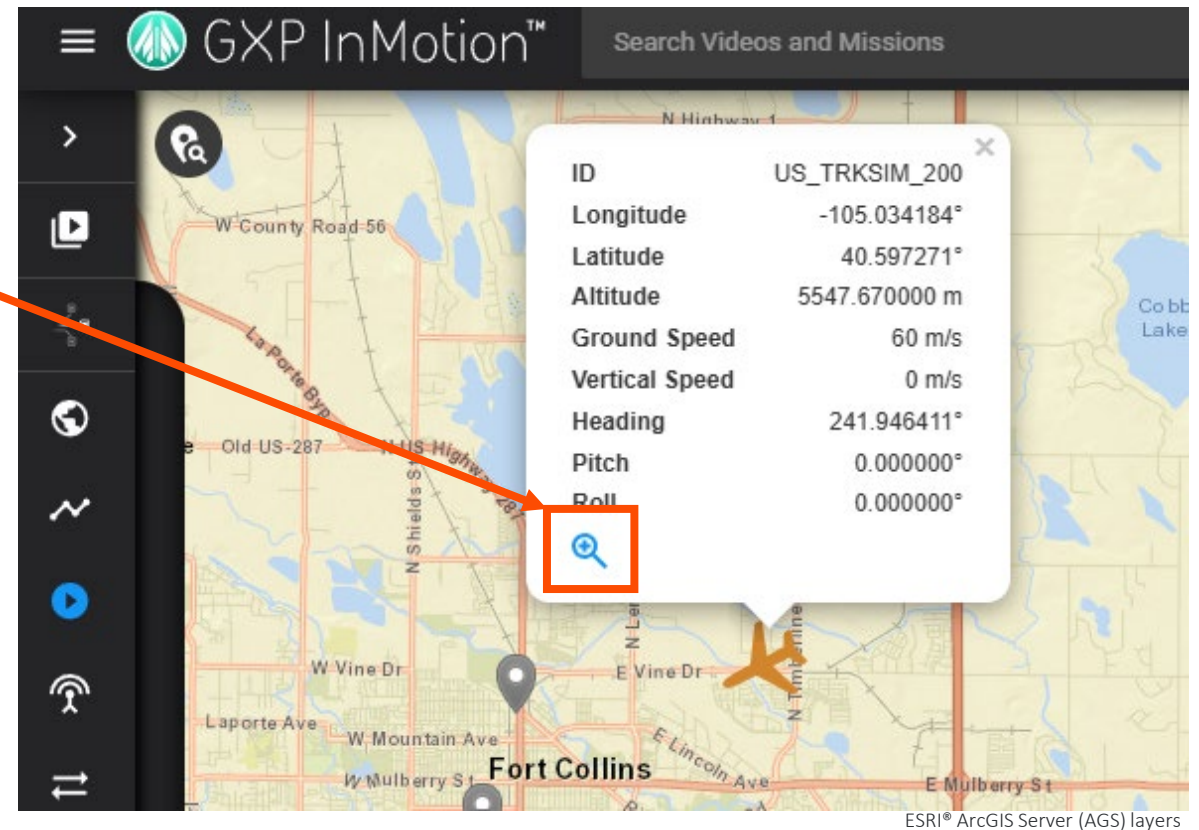 GXP InMotion™
Search Videos and Missions
N Highway 1
ID US_TRKSIM_200
Longitude -105.034184°
Latitude 40.597271°
Altitude 5547.670000 m
Ground Speed 60 m/s
Vertical Speed 0 m/s
Heading 241.946411°
Pitch 0.000000°
Roll 0.000000°
W County Road 56
Cobb
Lake
La Porte Byp
Old US-287
N US Highway 287
N Shields St
N Le
N Timberline
W Vine Dr
E Vine Dr
Laporte Ave
W Mountain Ave
E Lincoln Ave
W Mulberry St
Fort Collins
E Mulberry St
ESRI® ArcGIS Server (AGS) layers